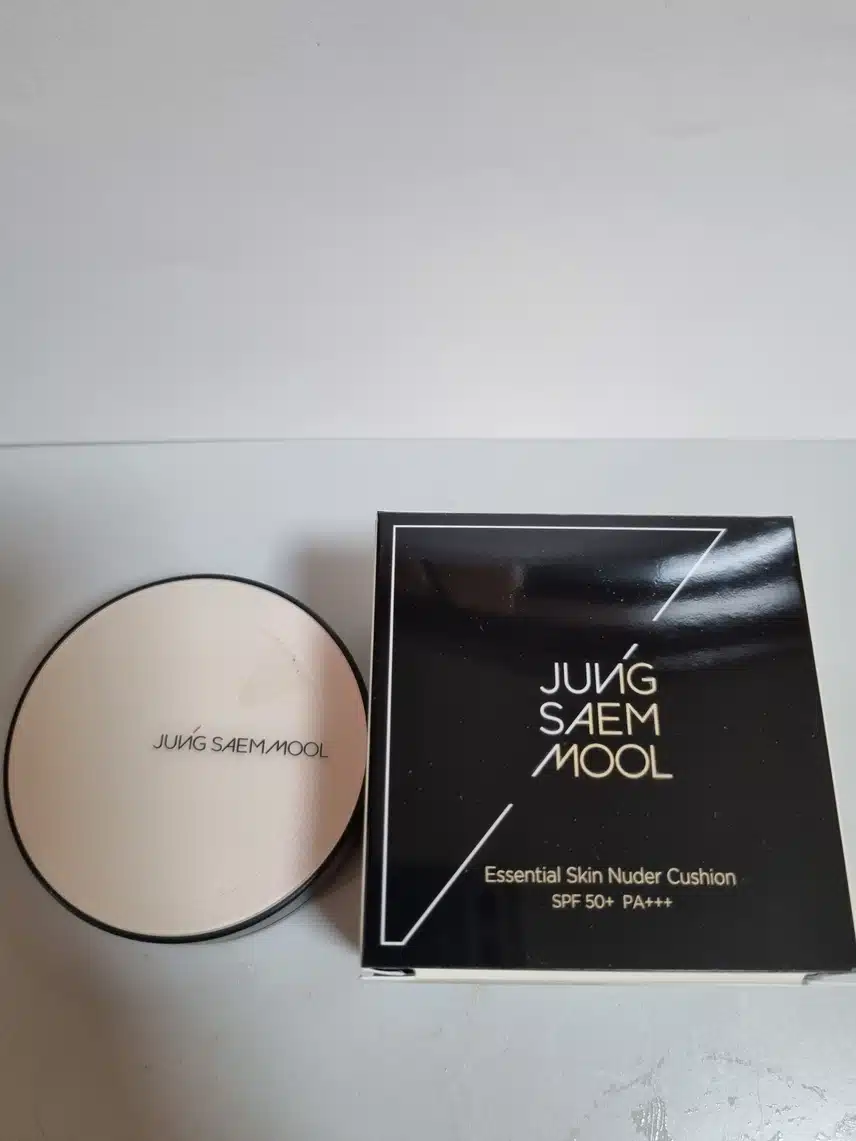 JUNG SAEM MOOL
JUNG
SAEM
MOOL
Essential Skin Nuder Cushion
SPF 50+ PA+++